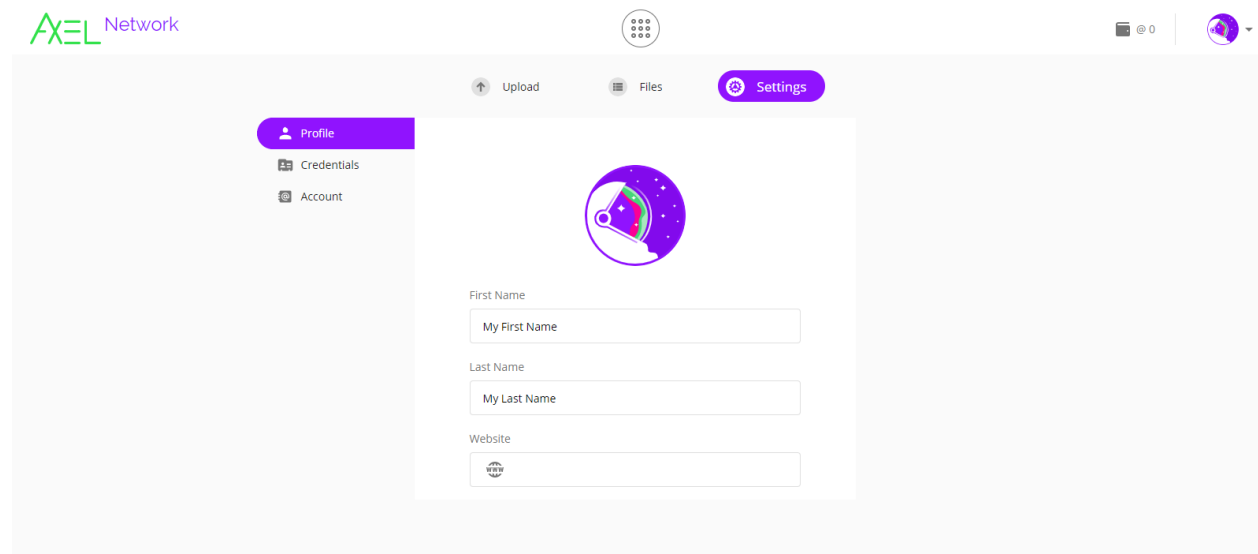 AXEL Network
@ 0
Upload
Files
Settings
Profile
Credentials
Account
First Name
My First Name
Last Name
My Last Name
Website
www